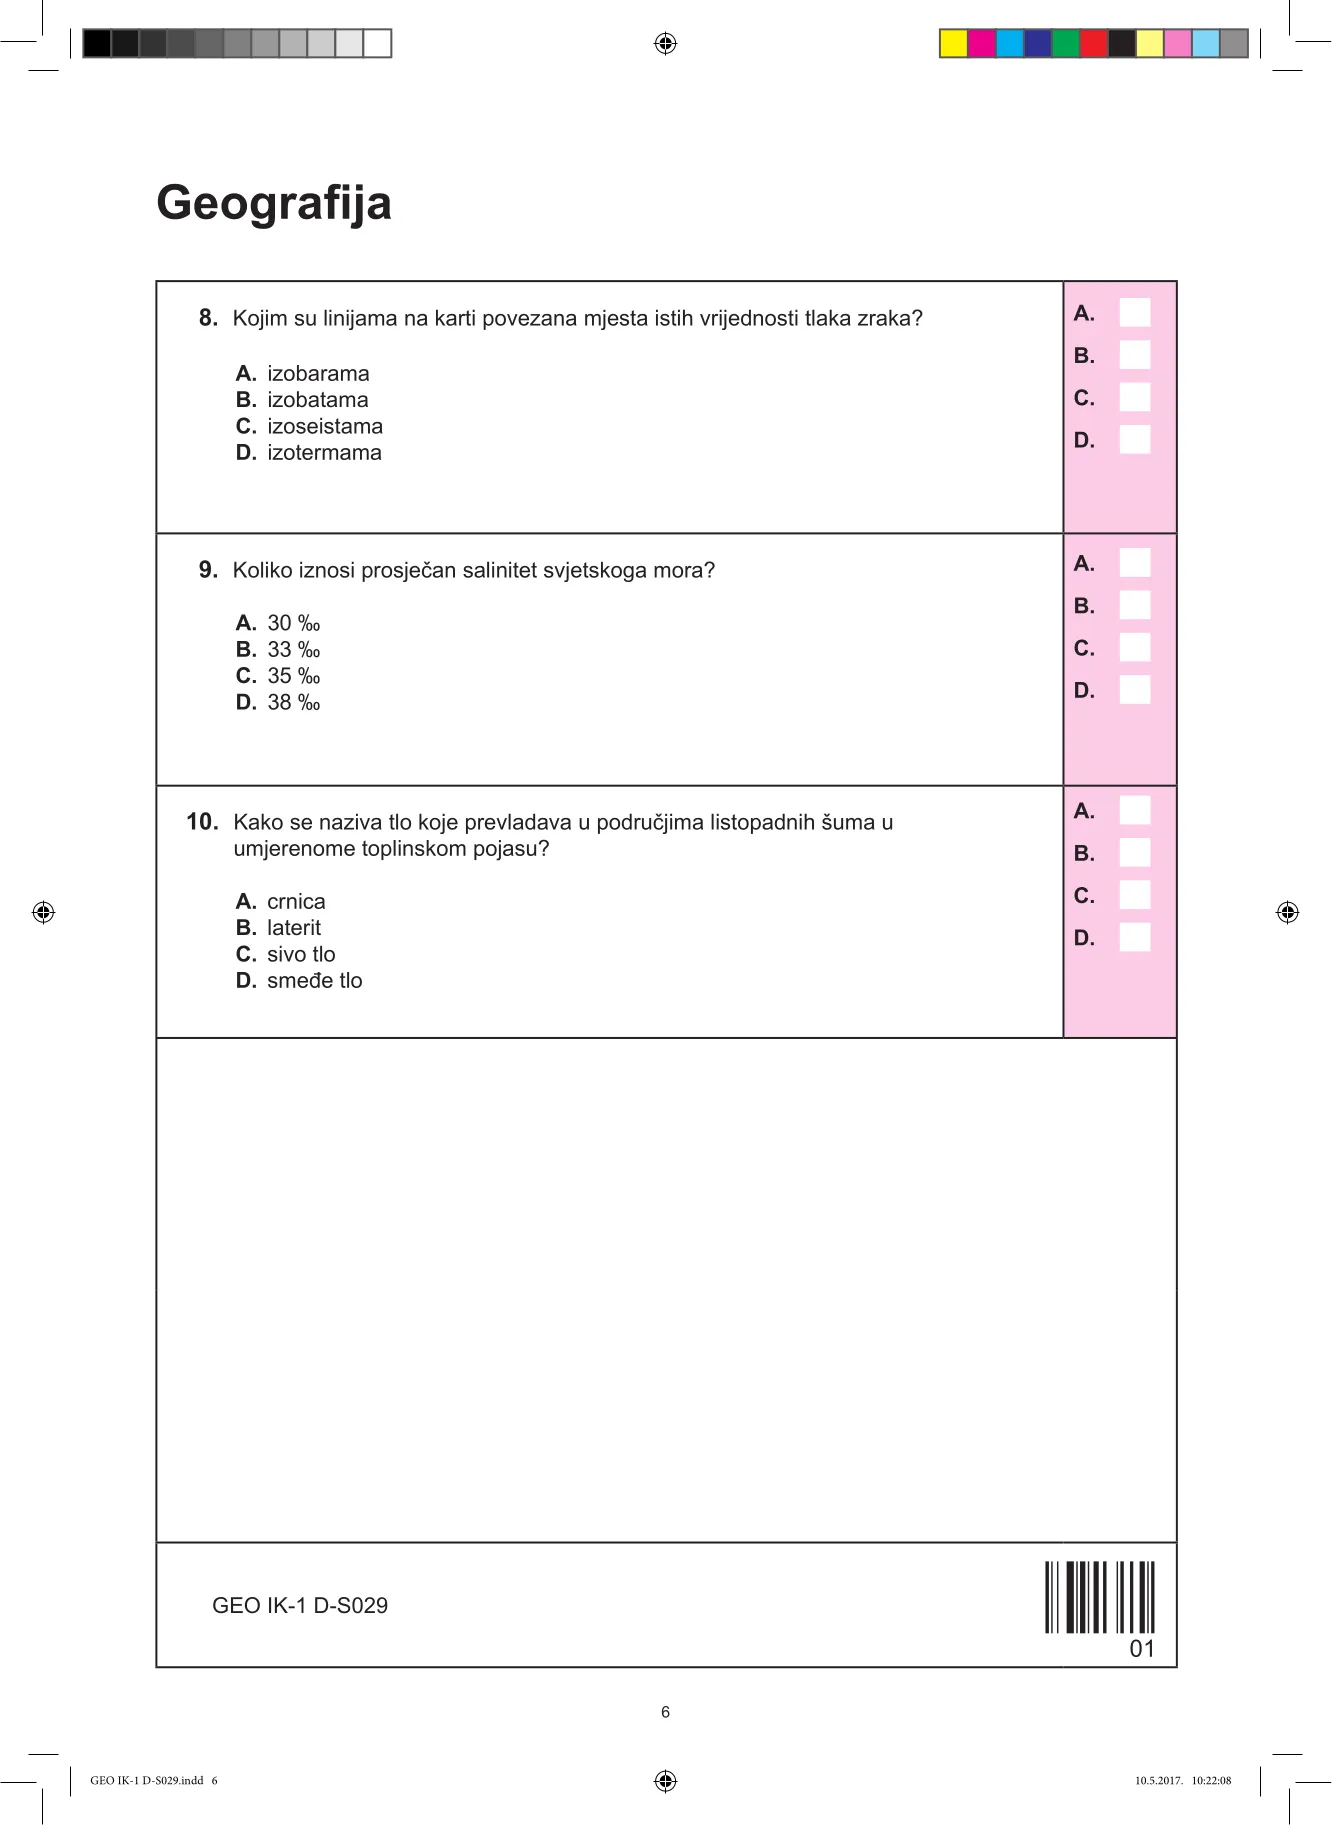 Geografija
8. Kojim su linijama na karti povezana mjesta istih vrijednosti tlaka zraka?
A. izobarama
B. izobatama
C. izoseistama
D. izotermama
A.
B.
C.
D.
9. Koliko iznosi prosječan salinitet svjetskoga mora?
A. 30 ‰
B. 33 ‰
C. 35 ‰
D. 38 ‰
A.
B.
C.
D.
10. Kako se naziva tlo koje prevladava u područjima listopadnih šuma u
umjerenome toplinskom pojasu?
A. crnica
B. laterit
C. sivo tlo
D. smeđe tlo
A.
B.
C.
D.
GEO IK-1 D-S029
01
6
GEO IK-1 D-S029.indd 6
10.5.2017. 10:22:08